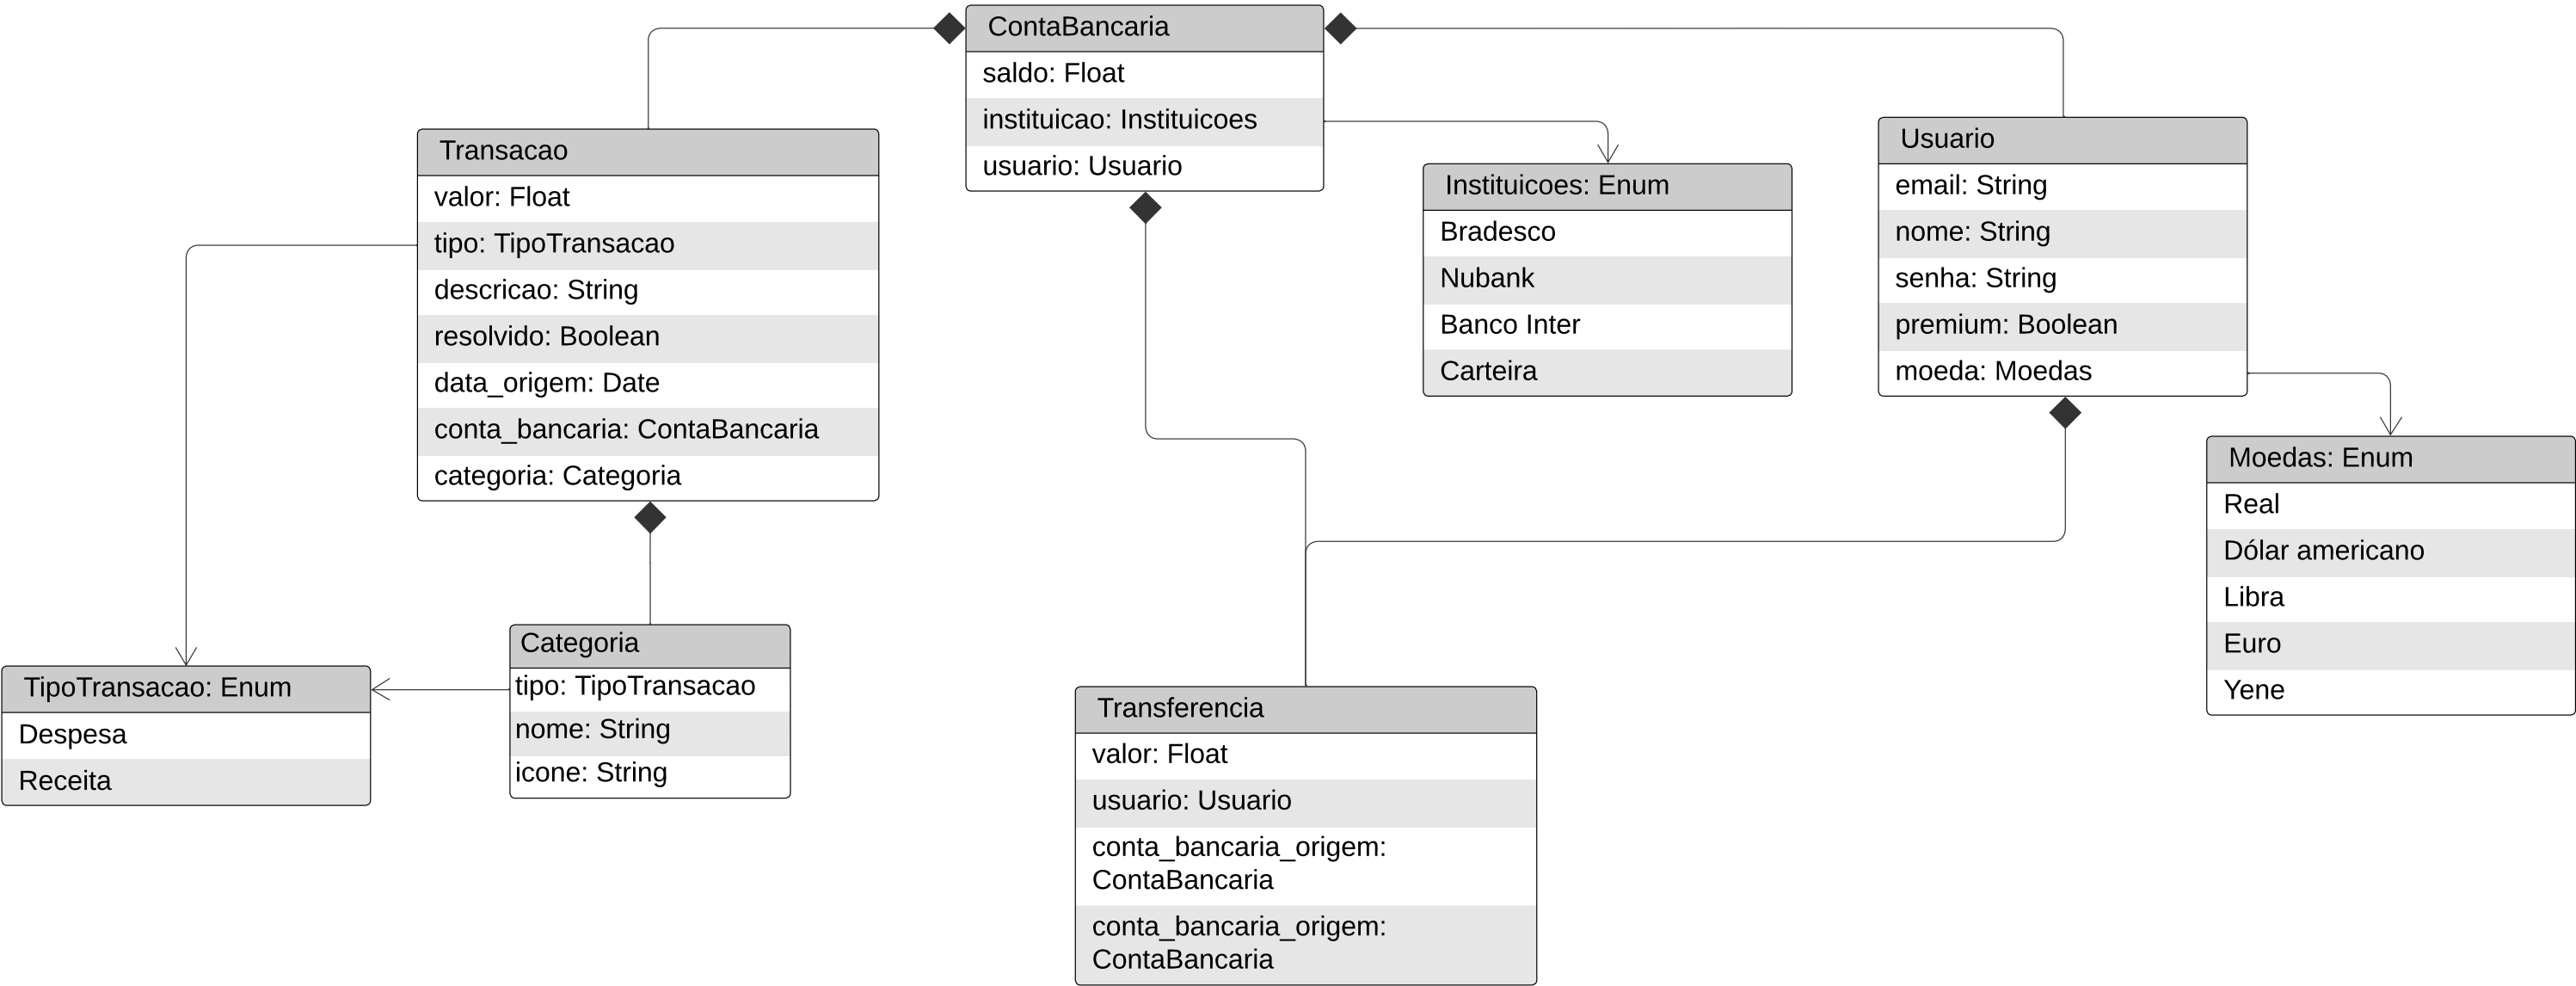 ContaBancaria
saldo: Float
instituicao: Instituicoes
usuario: Usuario
Transacao
valor: Float
tipo: TipoTransacao
descricao: String
resolvido: Boolean
data_origem: Date
conta_bancaria: ContaBancaria
categoria: Categoria
Instituicoes: Enum
Bradesco
Nubank
Banco Inter
Carteira
Usuario
email: String
nome: String
senha: String
premium: Boolean
moeda: Moedas
Moedas: Enum
Real
Dólar americano
Libra
Euro
Yene
TipoTransacao: Enum
Despesa
Receita
Categoria
tipo: TipoTransacao
nome: String
icone: String
Transferencia
valor: Float
usuario: Usuario
conta_bancaria_origem:
ContaBancaria
conta_bancaria_origem:
ContaBancaria